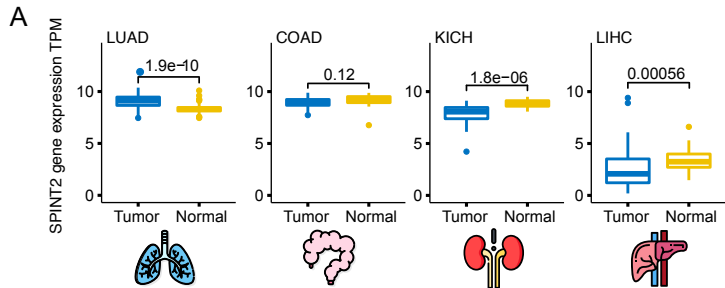 A
SPINT2 gene expression TPM
LUAD
1.9e−10
10
5
0
Tumor Normal
COAD
0.12
10
5
0
Tumor Normal
KICH
1.8e−06
10
5
0
Tumor Normal
LIHC
0.00056
10
5
0
Tumor Normal